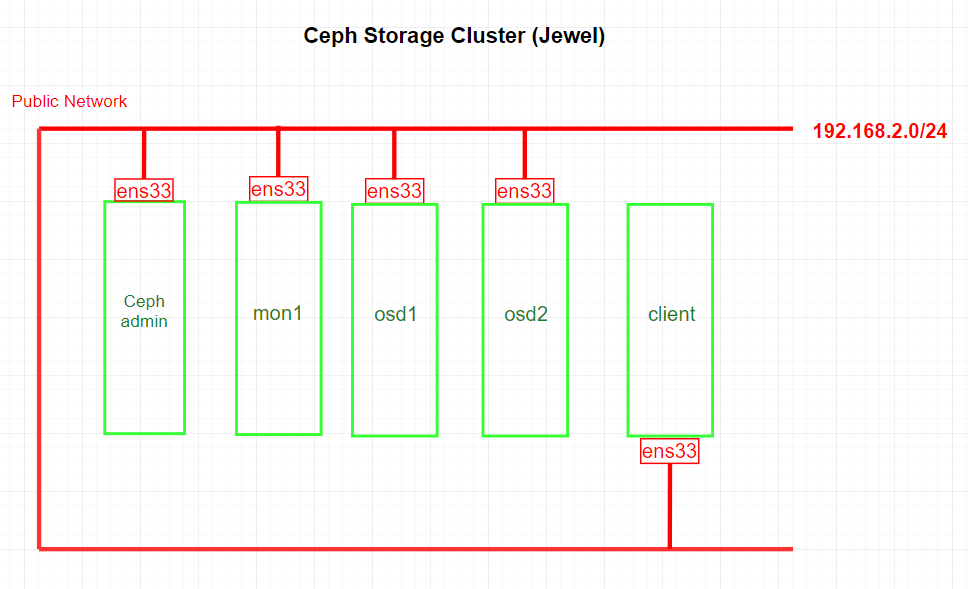 Ceph Storage Cluster (Jewel)
Public Network
192.168.2.0/24
ens33
ens33
ens33
ens33
Ceph
admin
mon1
osd1
osd2
client
ens33